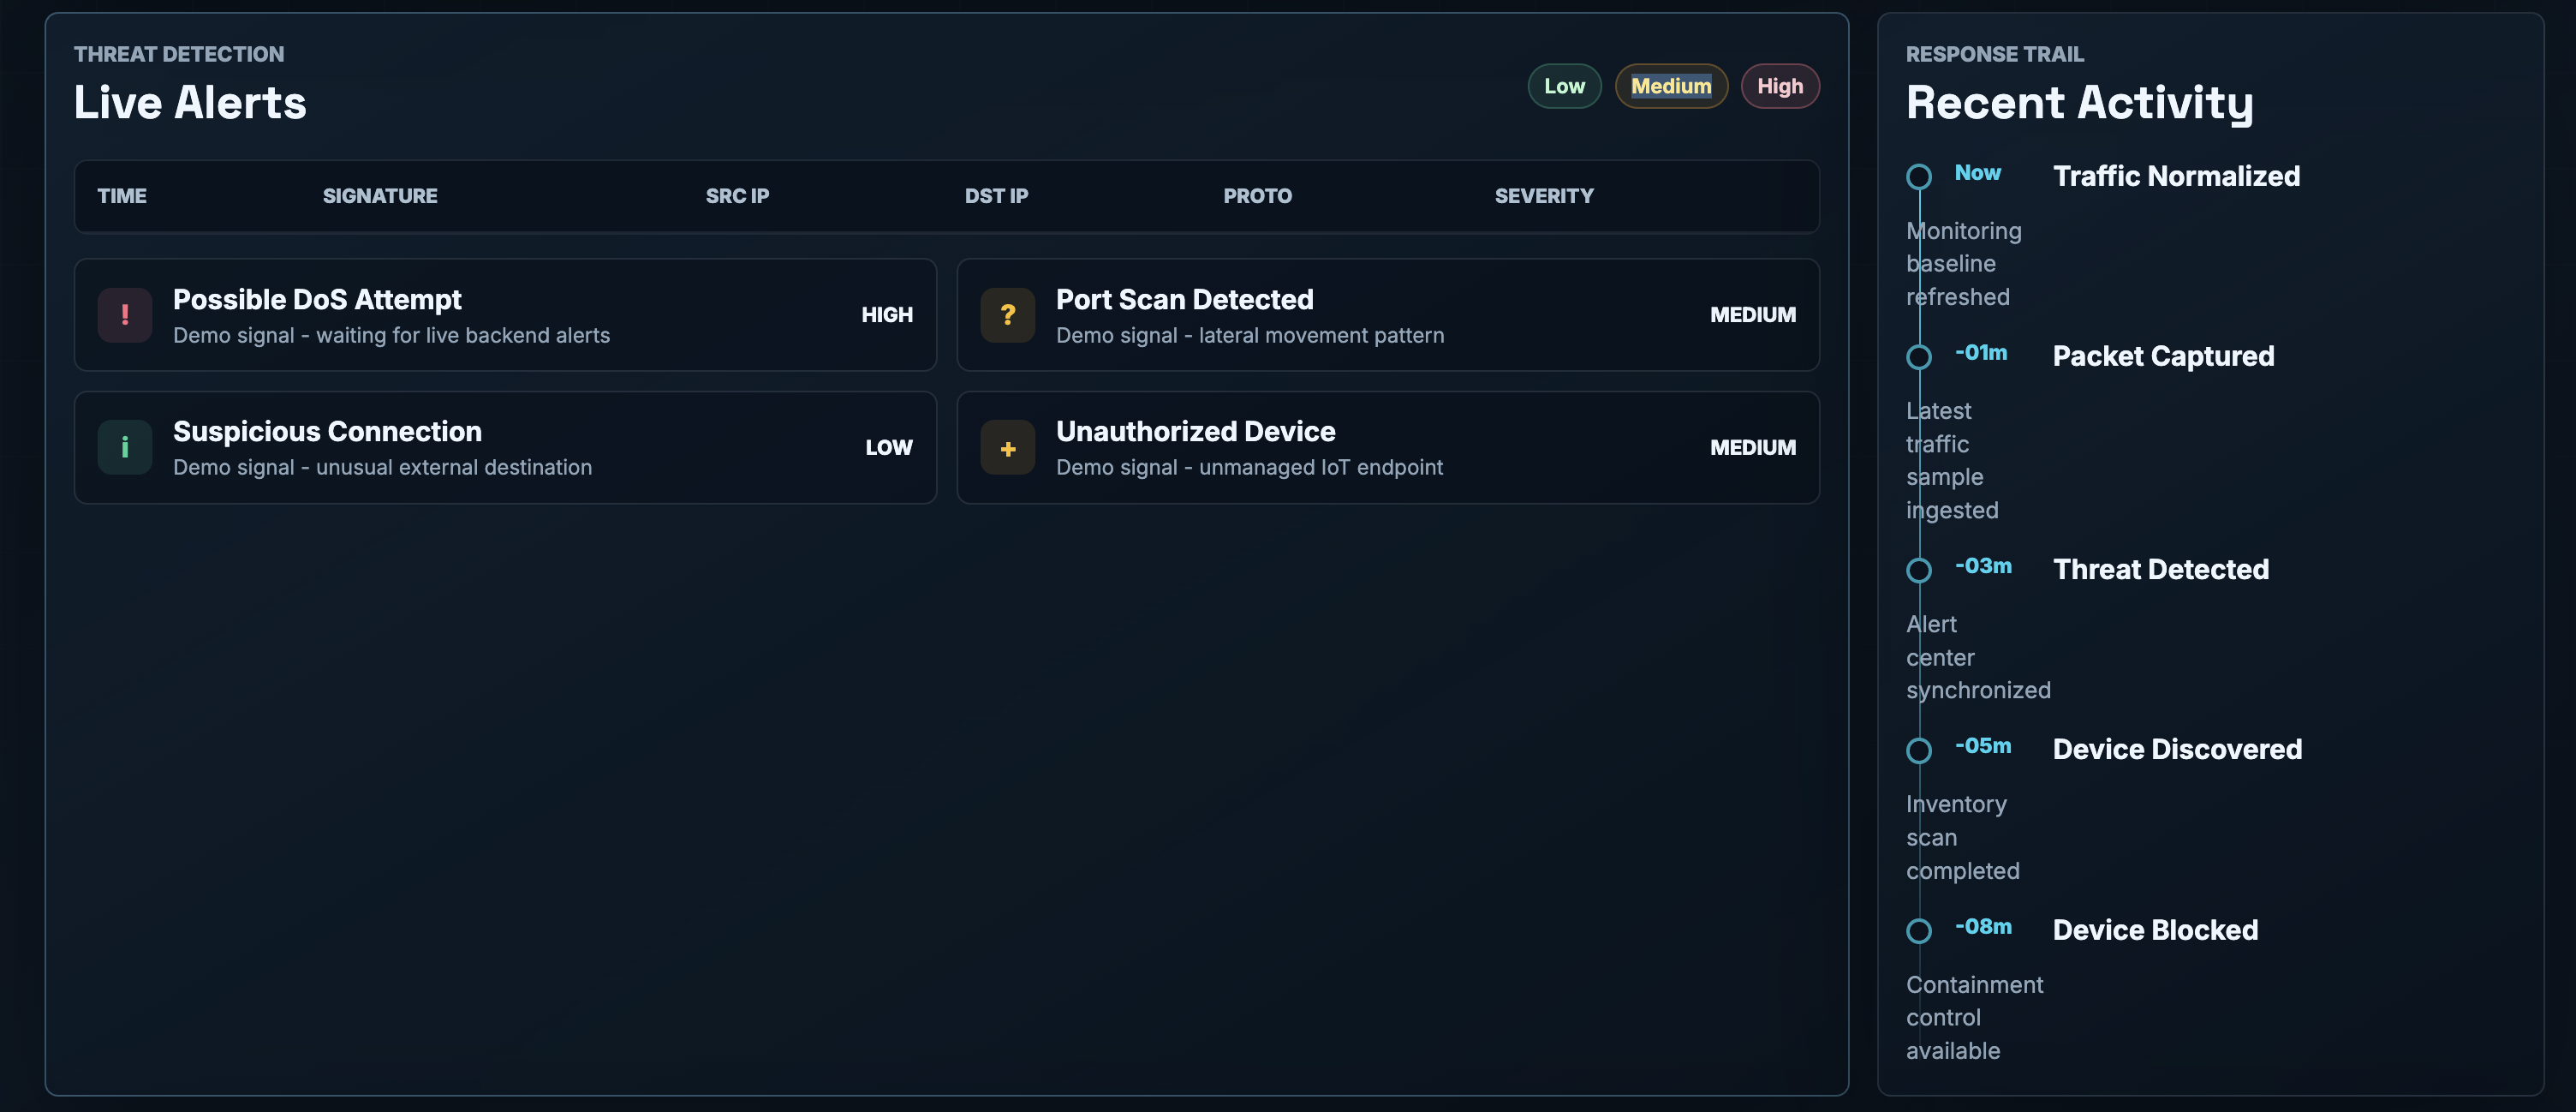 THREAT DETECTION
Live Alerts
Low
Medium
High
TIME
SIGNATURE
SRC IP
DST IP
PROTO
SEVERITY
!
Possible DoS Attempt
Demo signal - waiting for live backend alerts
HIGH
?
Port Scan Detected
Demo signal - lateral movement pattern
MEDIUM
i
Suspicious Connection
Demo signal - unusual external destination
LOW
+
Unauthorized Device
Demo signal - unmanaged IoT endpoint
MEDIUM
RESPONSE TRAIL
Recent Activity
Now
Traffic Normalized
Monitoring
baseline
refreshed
-01m
Packet Captured
Latest
traffic
sample
ingested
-03m
Threat Detected
Alert
center
synchronized
-05m
Device Discovered
Inventory
scan
completed
-08m
Device Blocked
Containment
control
available